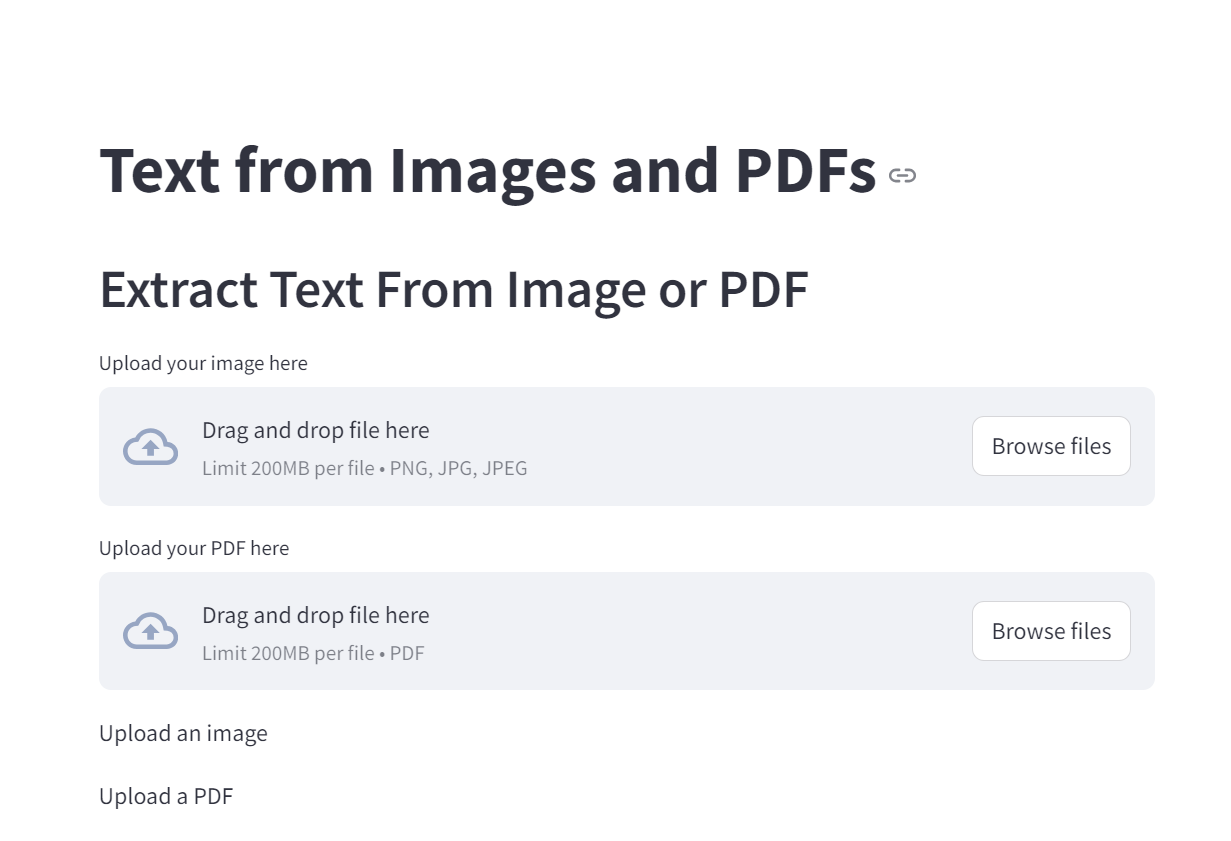 Text from Images and PDFs
Extract Text From Image or PDF
Upload your image here
Drag and drop file here
Limit 200MB per file • PNG, JPG, JPEG
Browse files
Upload your PDF here
Drag and drop file here
Limit 200MB per file • PDF
Browse files
Upload an image
Upload a PDF